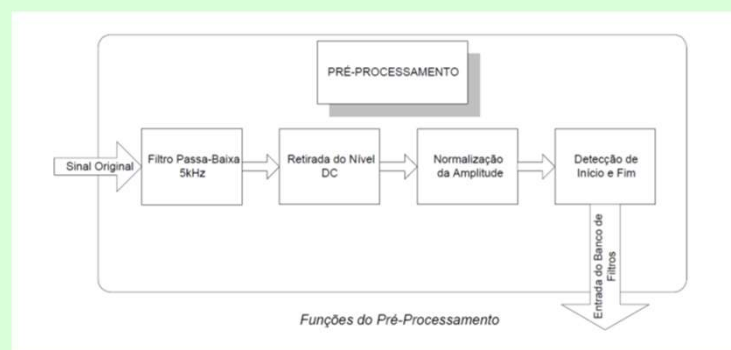 PRÉ-PROCESSAMENTO
Sinal Original
Filtro Passa-Baixa
5kHz
Retirada do Nível
DC
Normalização
da Amplitude
Detecção de
Início e Fim
Entrada do Banco de
Filtros
Funções do Pré-Processamento